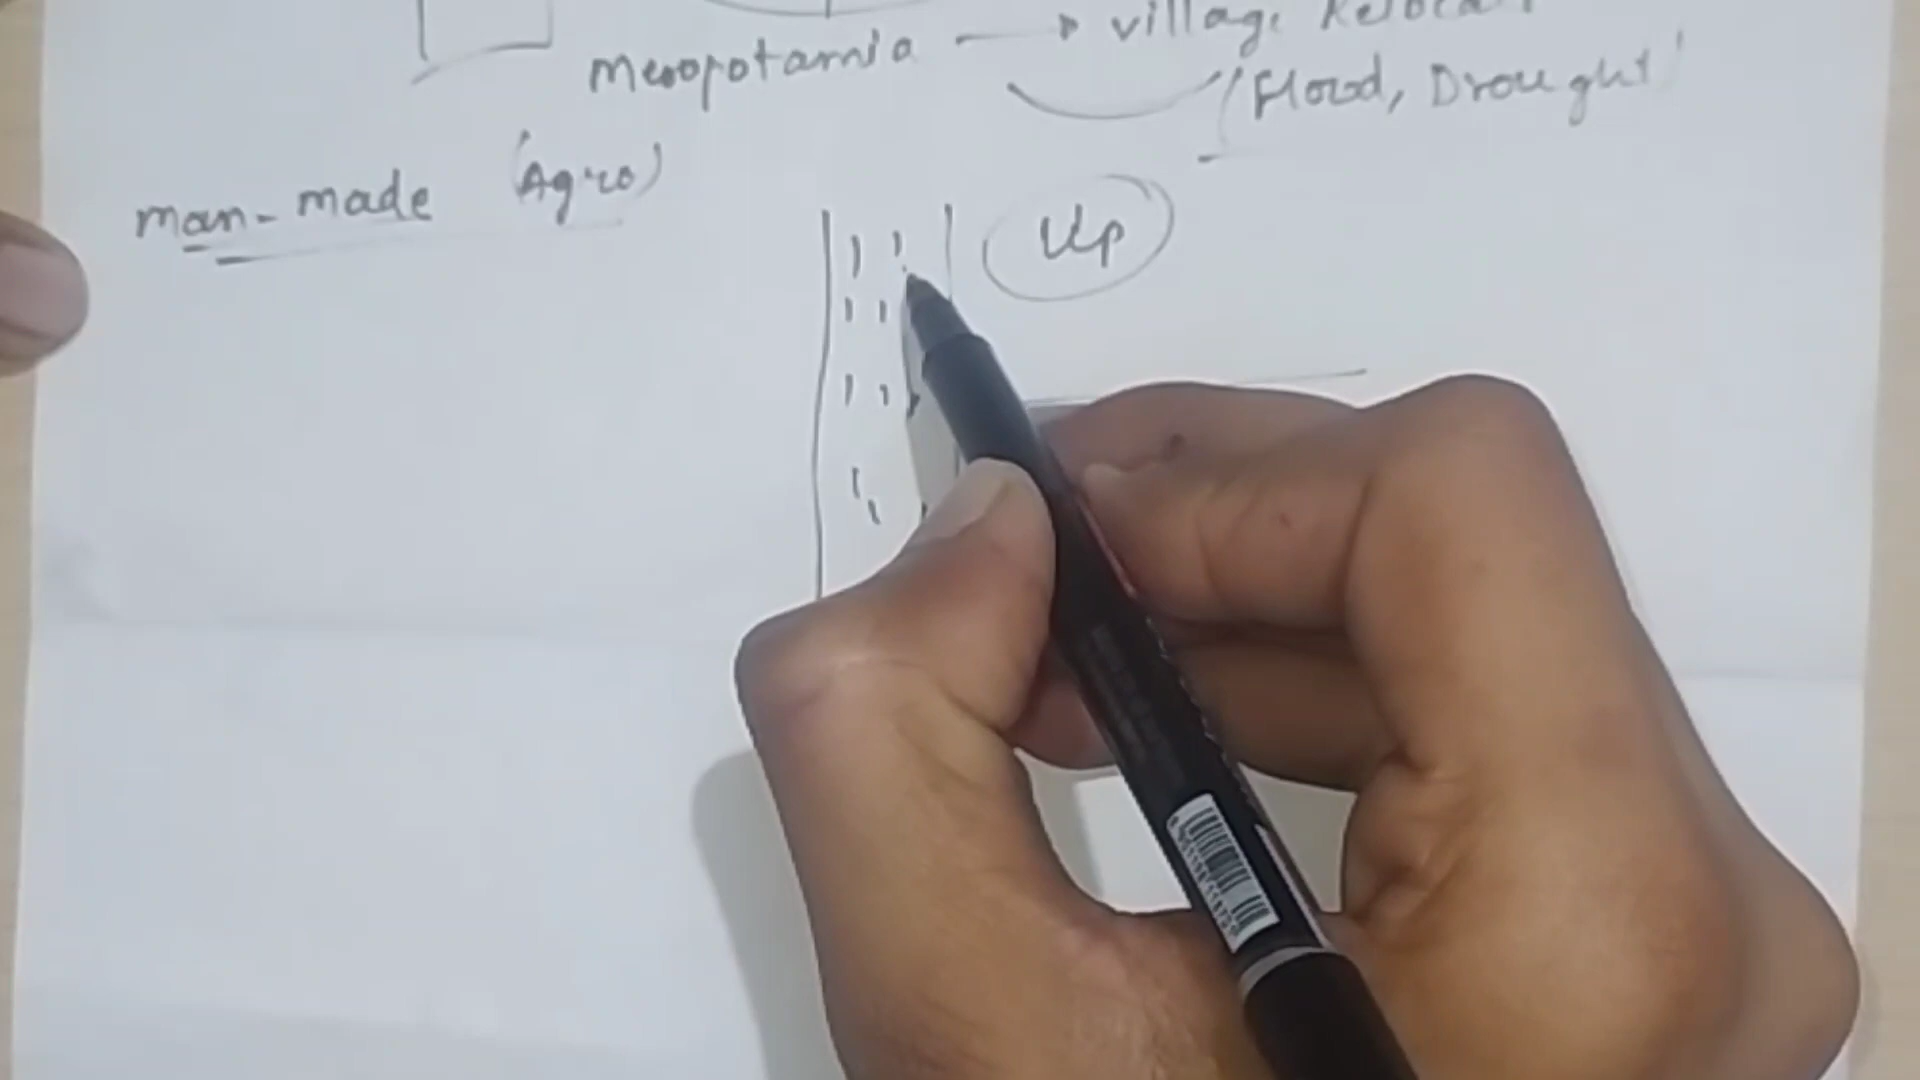 Mesopotamia → village
(Flood, Drought)
Man-made (Agro)
Up